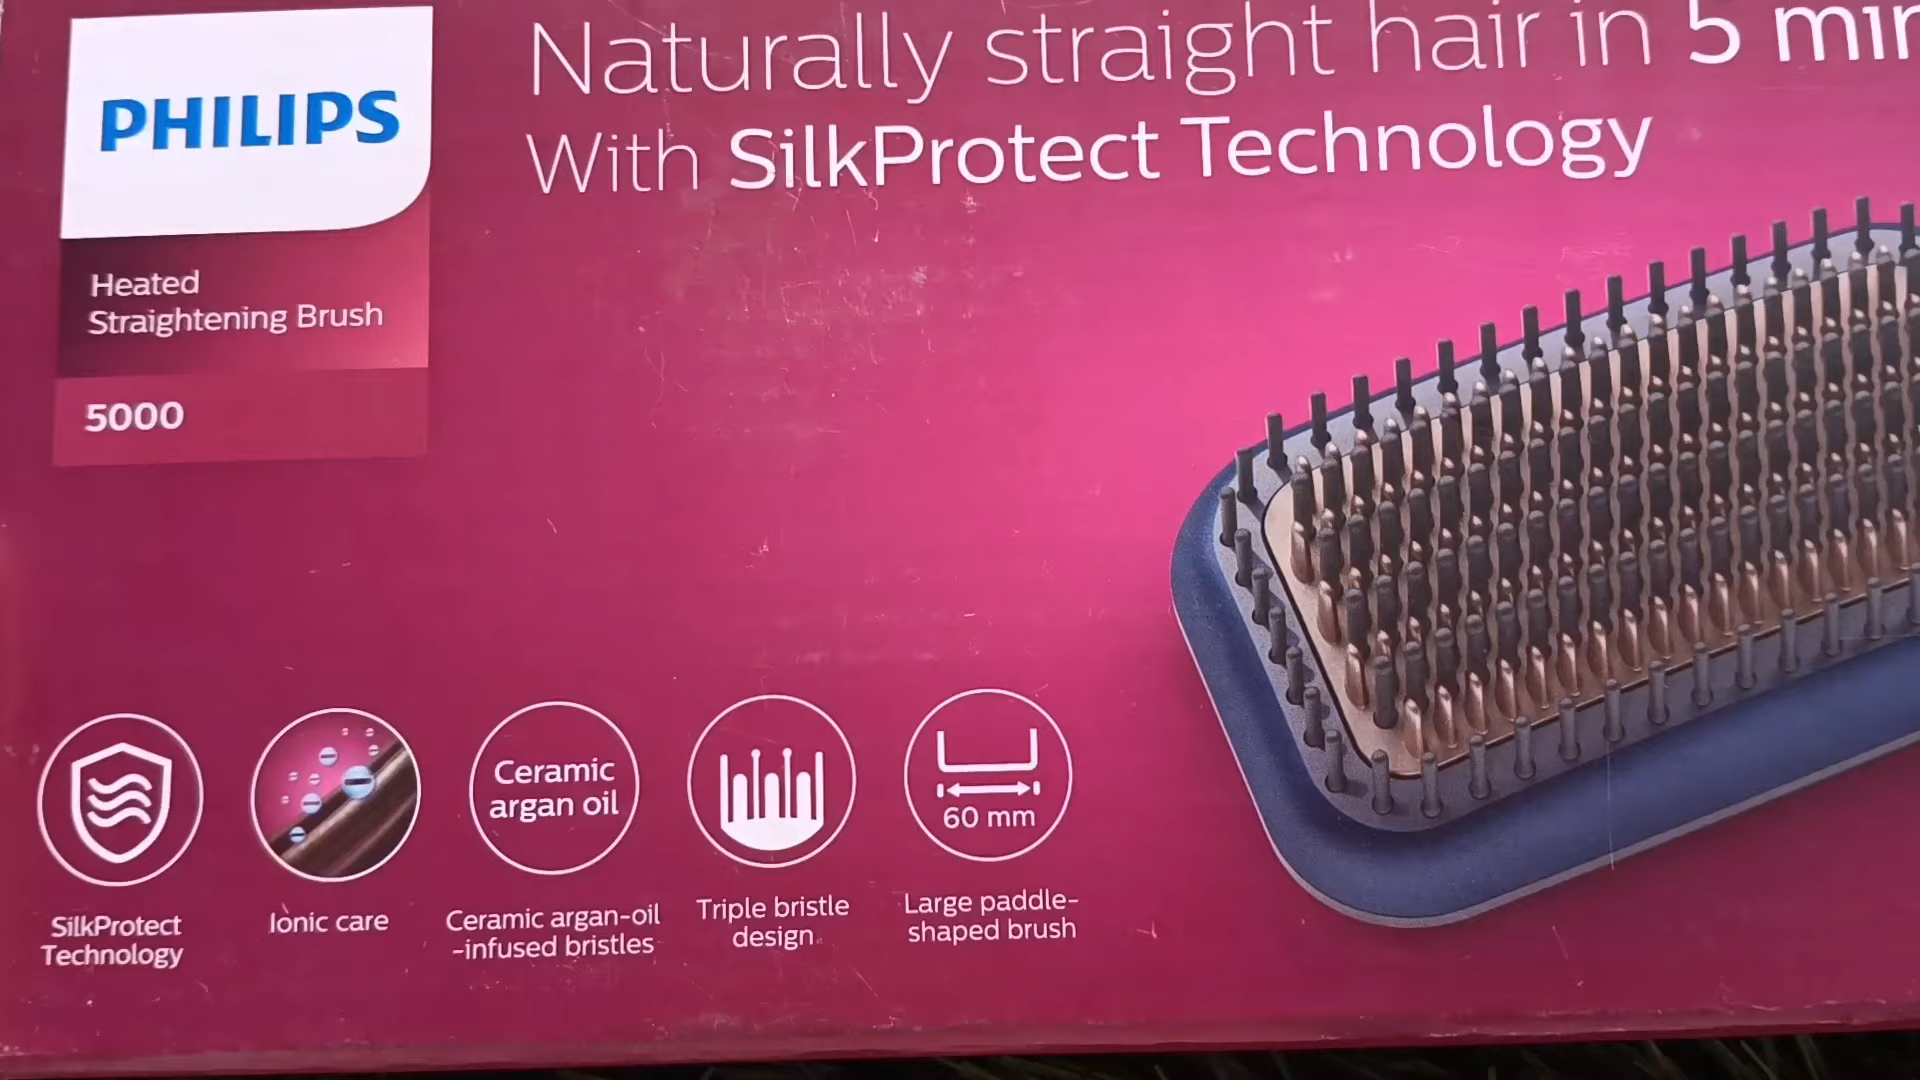 PHILIPS
Heated
Straightening Brush
5000
Naturally straight hair in 5
With SilkProtect Technology
SilkProtect
Technology
Ionic care
Ceramic
argan oil
Ceramic argan-oil
-infused bristles
Triple bristle
design
60 mm
Large paddle-
shaped brush